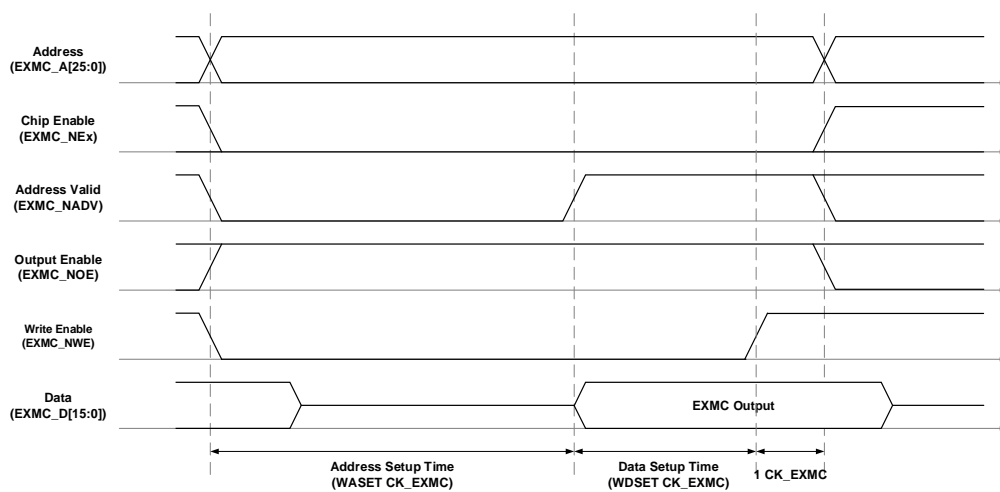 Address
(EXMC_A[25:0])
Chip Enable
(EXMC_NEx)
Address Valid
(EXMC_NADV)
Output Enable
(EXMC_NOE)
Write Enable
(EXMC_NWE)
Data
(EXMC_D[15:0])
EXMC Output
Address Setup Time
(WASET CK_EXMC)
Data Setup Time
(WDSET CK_EXMC)
1 CK_EXMC